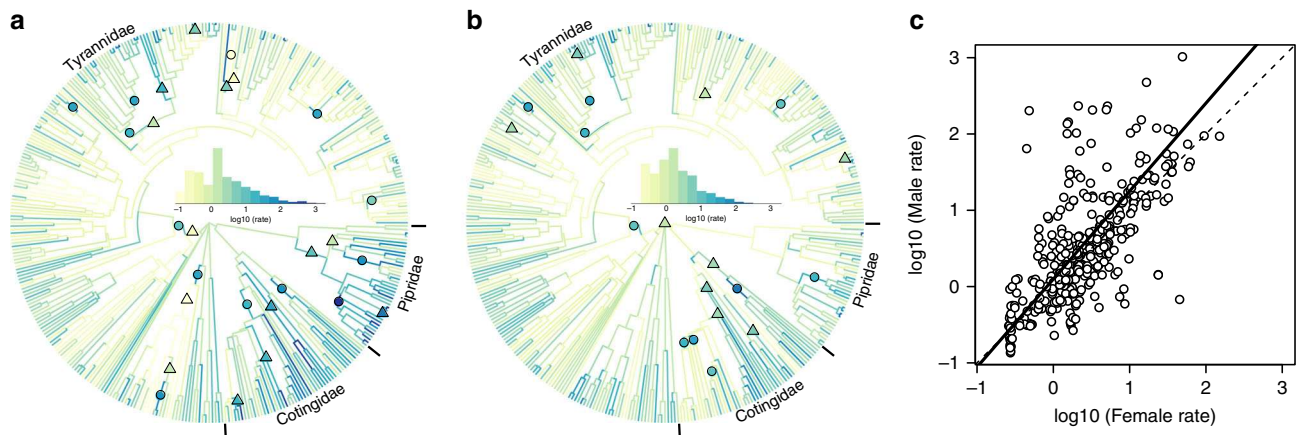 a
Tyrannidae
−1 0 1 2 3
log10 (rate)
Pipridae
Cotingidae
b
Tyrannidae
−1 0 1 2 3
log10 (rate)
Pipridae
Cotingidae
c
3
2
1
0
−1
log10 (Male rate)
−1 0 1 2 3
log10 (Female rate)